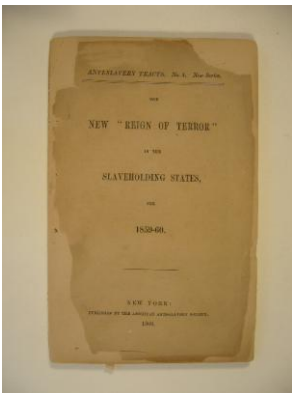 ANTI-SLAVERY TRACTS. No. 4. New Series.
THE
NEW "REIGN OF TERROR"
IN THE
SLAVEHOLDING STATES,
FOR
1859-60.
NEW YORK:
PUBLISHED BY THE AMERICAN ANTI-SLAVERY SOCIETY.
1860.